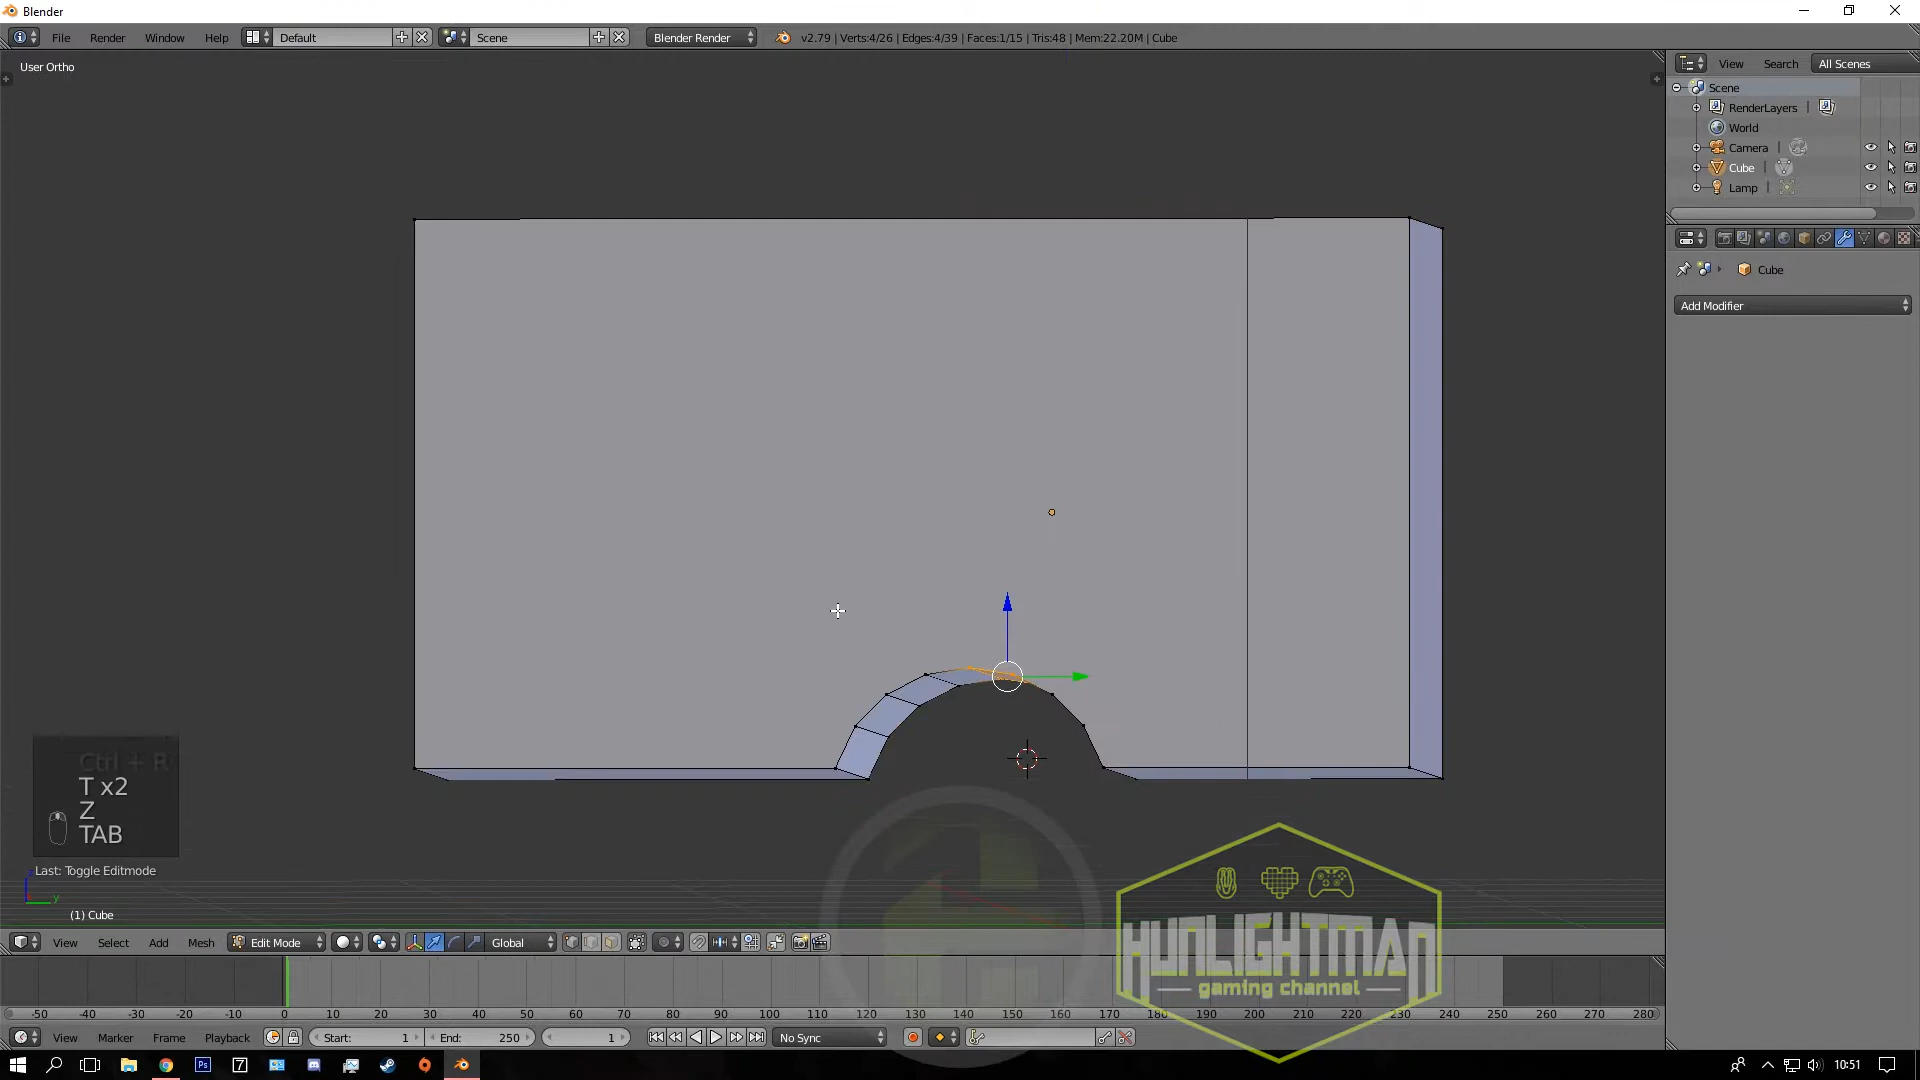 Blender
File Render Window Help Default Scene Blender Render v2.79 | Verts:4/26 | Edges:4/39 | Faces:1/15 | Tris:48 | Mem:22.20M | Cube
View Search All Scenes
User Ortho
Scene
RenderLayers
World
Camera
Cube
Lamp
Cube
Add Modifier
Ctrl + R
T x2
Z
TAB
Last: Toggle Editmode
z
y
(1) Cube
View Select Add Mesh Edit Mode Global
HUNLIGHTMAN
gaming channel
-50 -40 -30 -20 -10 0 10 20 30 40 50 60 70 80 90 100 110 120 130 140 150 160 170 180 190 200 210 220 230 240 250 260 270 280
View Marker Frame Playback Start: 1 End: 250 1 No Sync
Ps 7 10:51